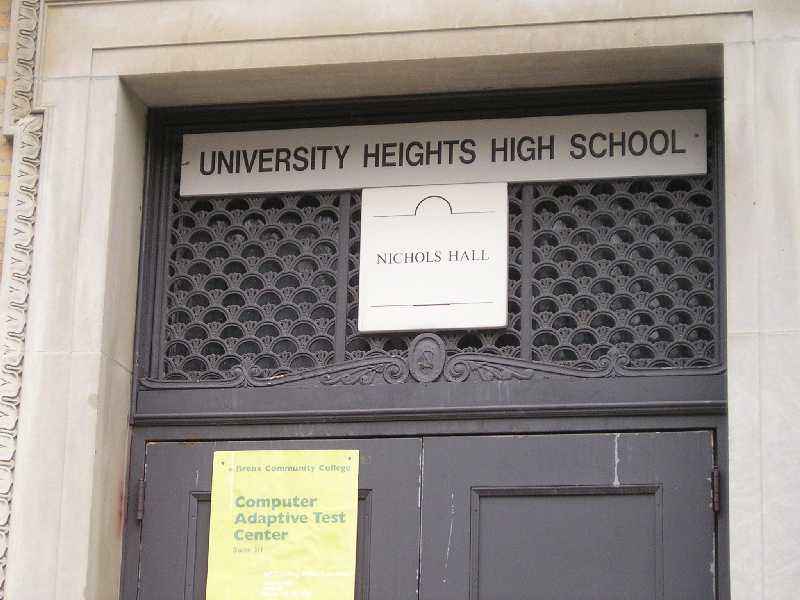 UNIVERSITY HEIGHTS HIGH SCHOOL
NICHOLS HALL
Bronx Community College
Computer
Adaptive Test
Center